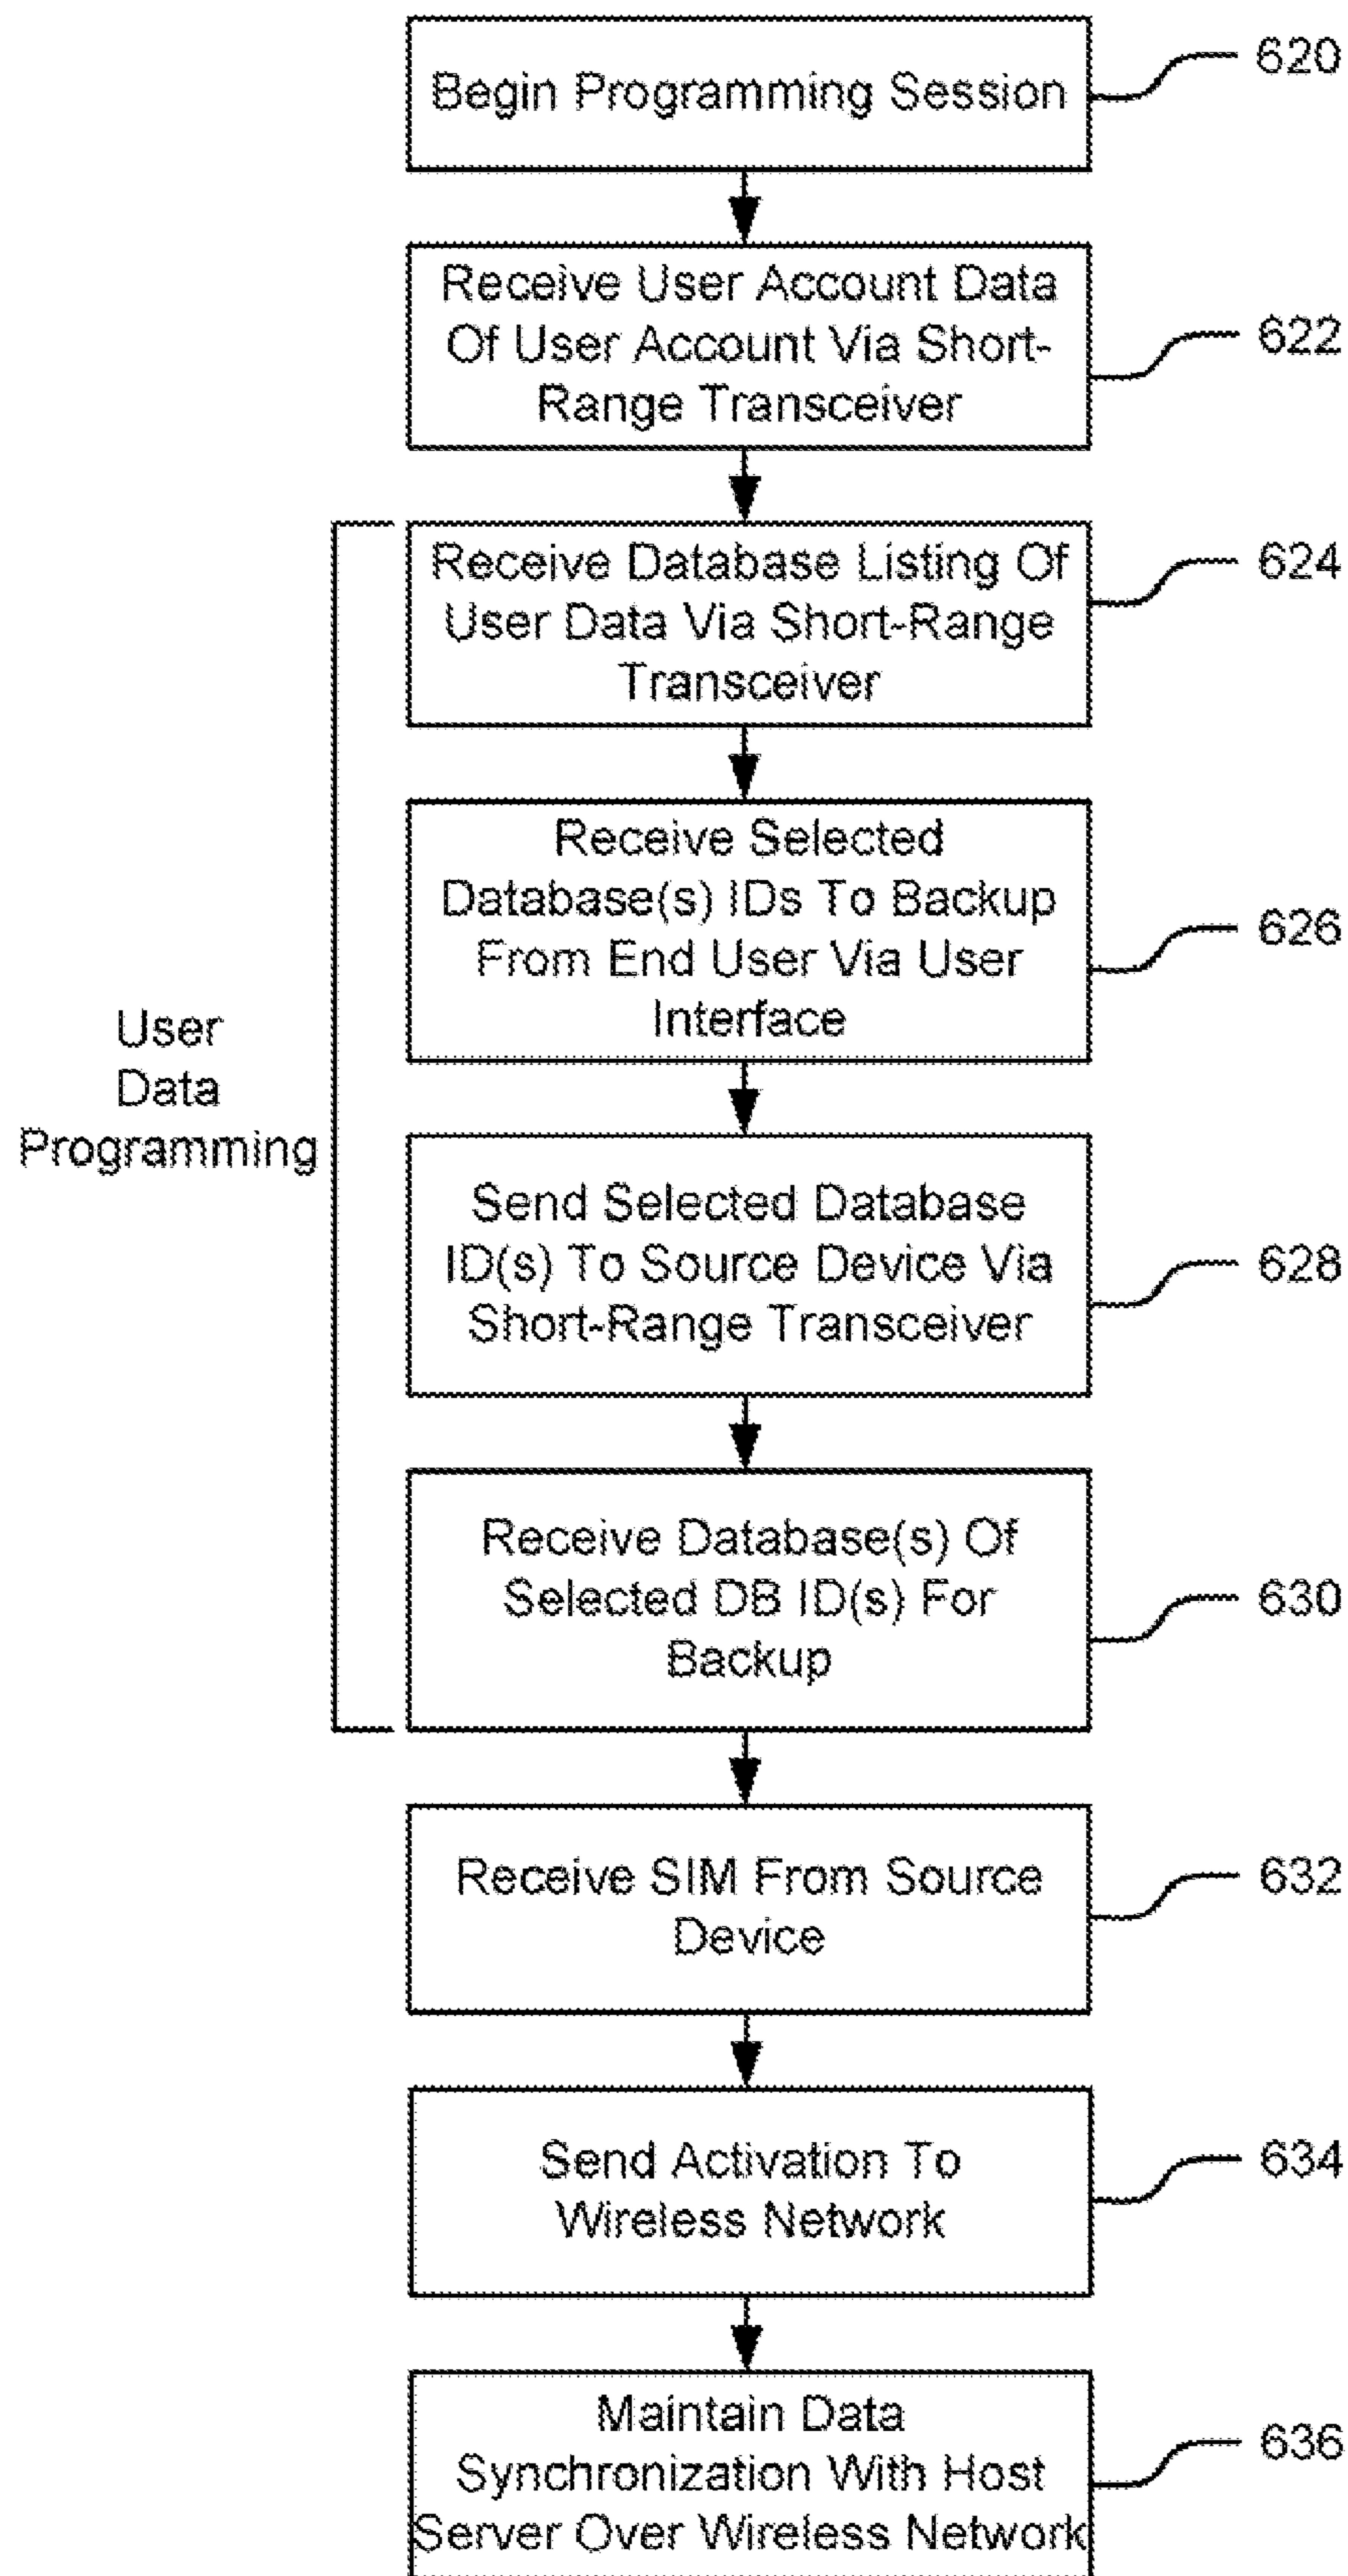 Begin Programming Session
620
Receive User Account Data
Of User Account Via Short-
Range Transceiver
622
Receive Database Listing Of
User Data Via Short-Range
Transceiver
624
Receive Selected
Database(s) IDs To Backup
From End User Via User
Interface
626
User
Data
Programming
Send Selected Database
ID(s) To Source Device Via
Short-Range Transceiver
628
Receive Database(s) Of
Selected DB ID(s) For
Backup
630
Receive SIM From Source
Device
632
Send Activation To
Wireless Network
634
Maintain Data
Synchronization With Host
Server Over Wireless Network
636